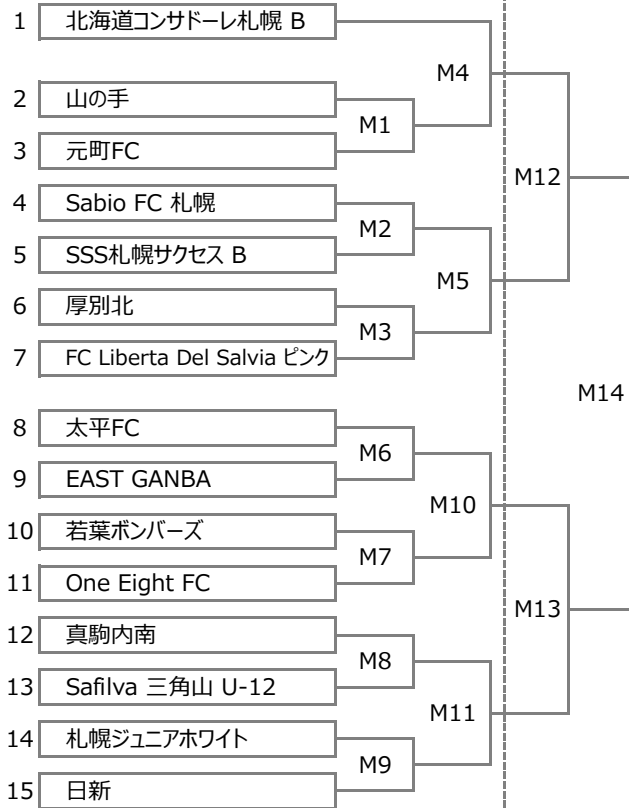 1 北海道コンサドーレ札幌 B
M4
2 山の手
M1
3 元町FC
M12
4 Sabio FC 札幌
M2
5 SSS札幌サクセス B
M5
6 厚別北
M3
7 FC Liberta Del Salvia ピンク
M14
8 太平FC
M6
9 EAST GANBA
M10
10 若葉ボンバーズ
M7
11 One Eight FC
M13
12 真駒内南
M8
13 Safilva 三角山 U-12
M11
14 札幌ジュニアホワイト
M9
15 日新